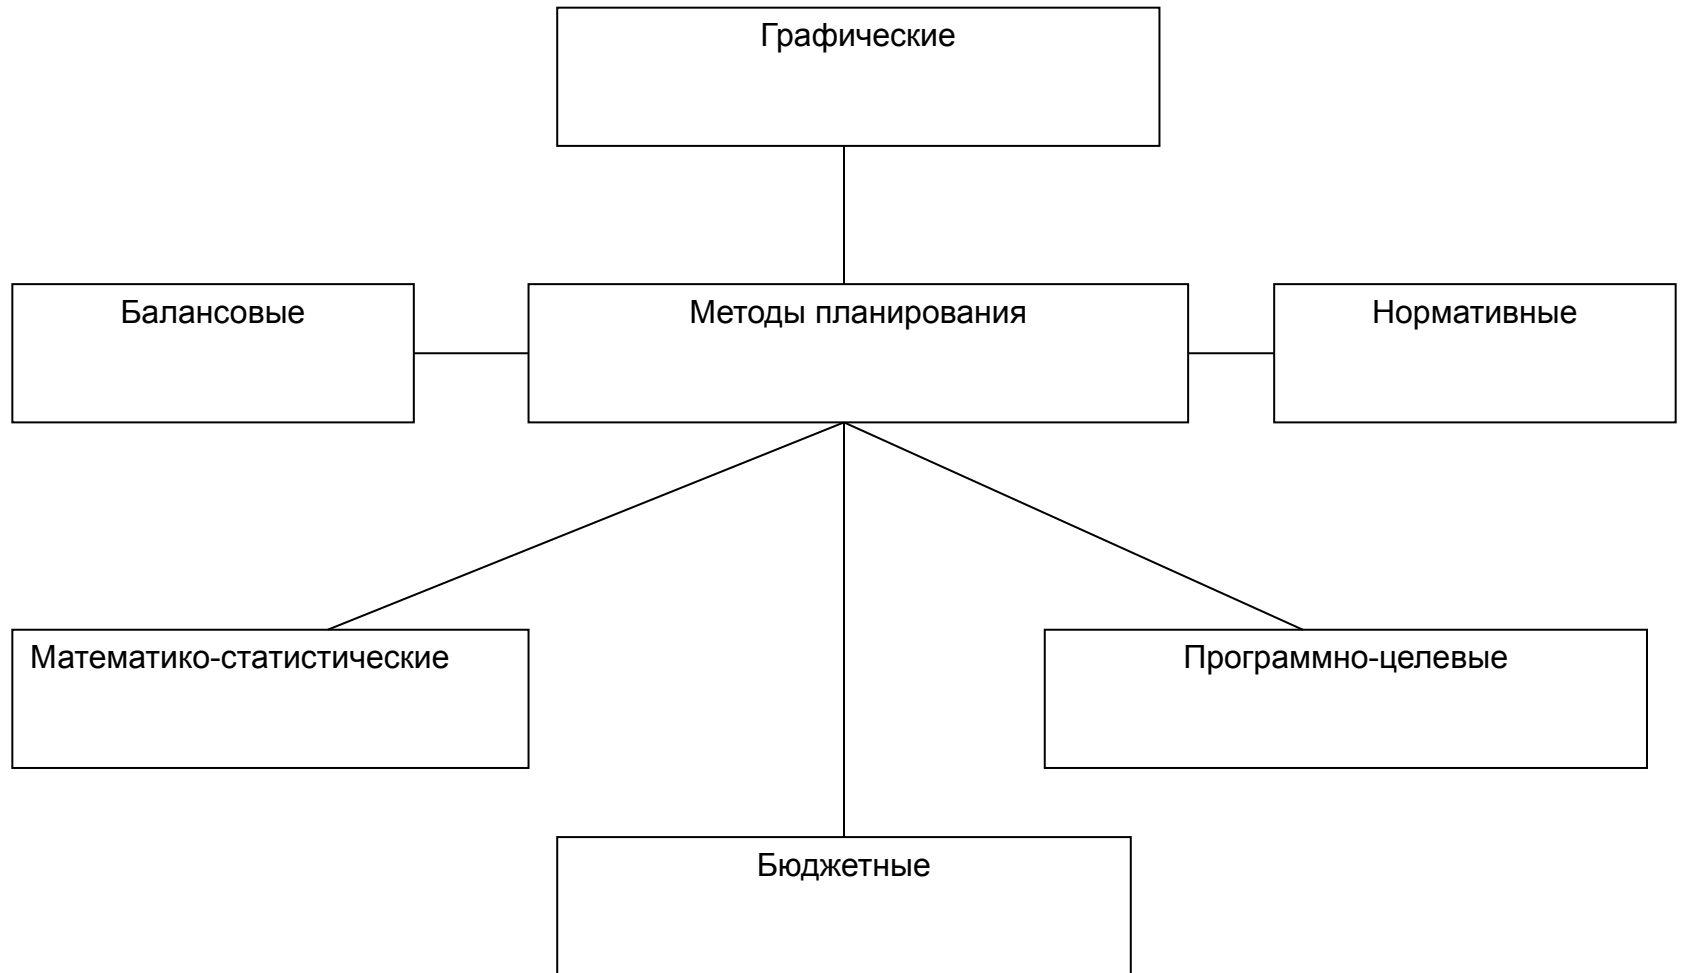 Графические
Балансовые
Методы планирования
Нормативные
Математико-статистические
Программно-целевые
Бюджетные